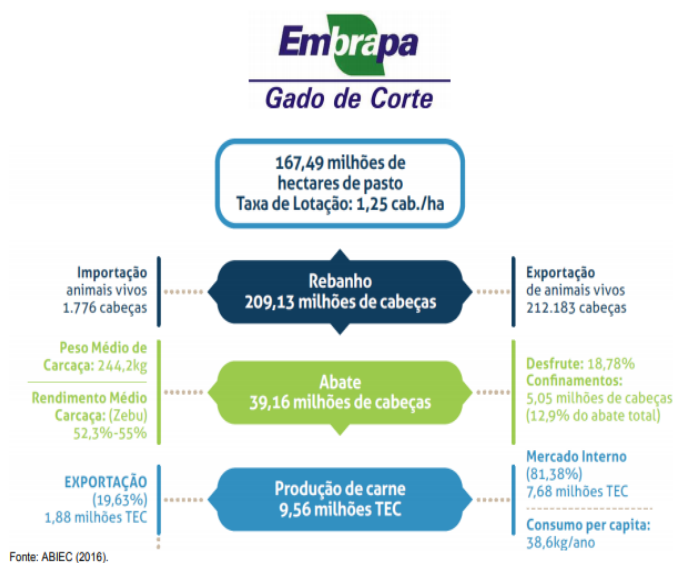 Embrapa
Gado de Corte
167,49 milhões de
hectares de pasto
Taxa de Lotação: 1,25 cab./ha
Importação
animais vivos
1.776 cabeças
Rebanho
209,13 milhões de cabeças
Exportação
de animais vivos
212.183 cabeças
Peso Médio de
Carcaça: 244,2kg
Rendimento Médio
Carcaça: (Zebu)
52,3%-55%
Abate
39,16 milhões de cabeças
Desfrute: 18,78%
Confinamentos:
5,05 milhões de cabeças
(12,9% do abate total)
EXPORTAÇÃO
(19,63%)
1,88 milhões TEC
Produção de carne
9,56 milhões TEC
Mercado Interno
(81,38%)
7,68 milhões TEC
Consumo per capita:
38,6kg/ano
Fonte: ABIEC (2016).